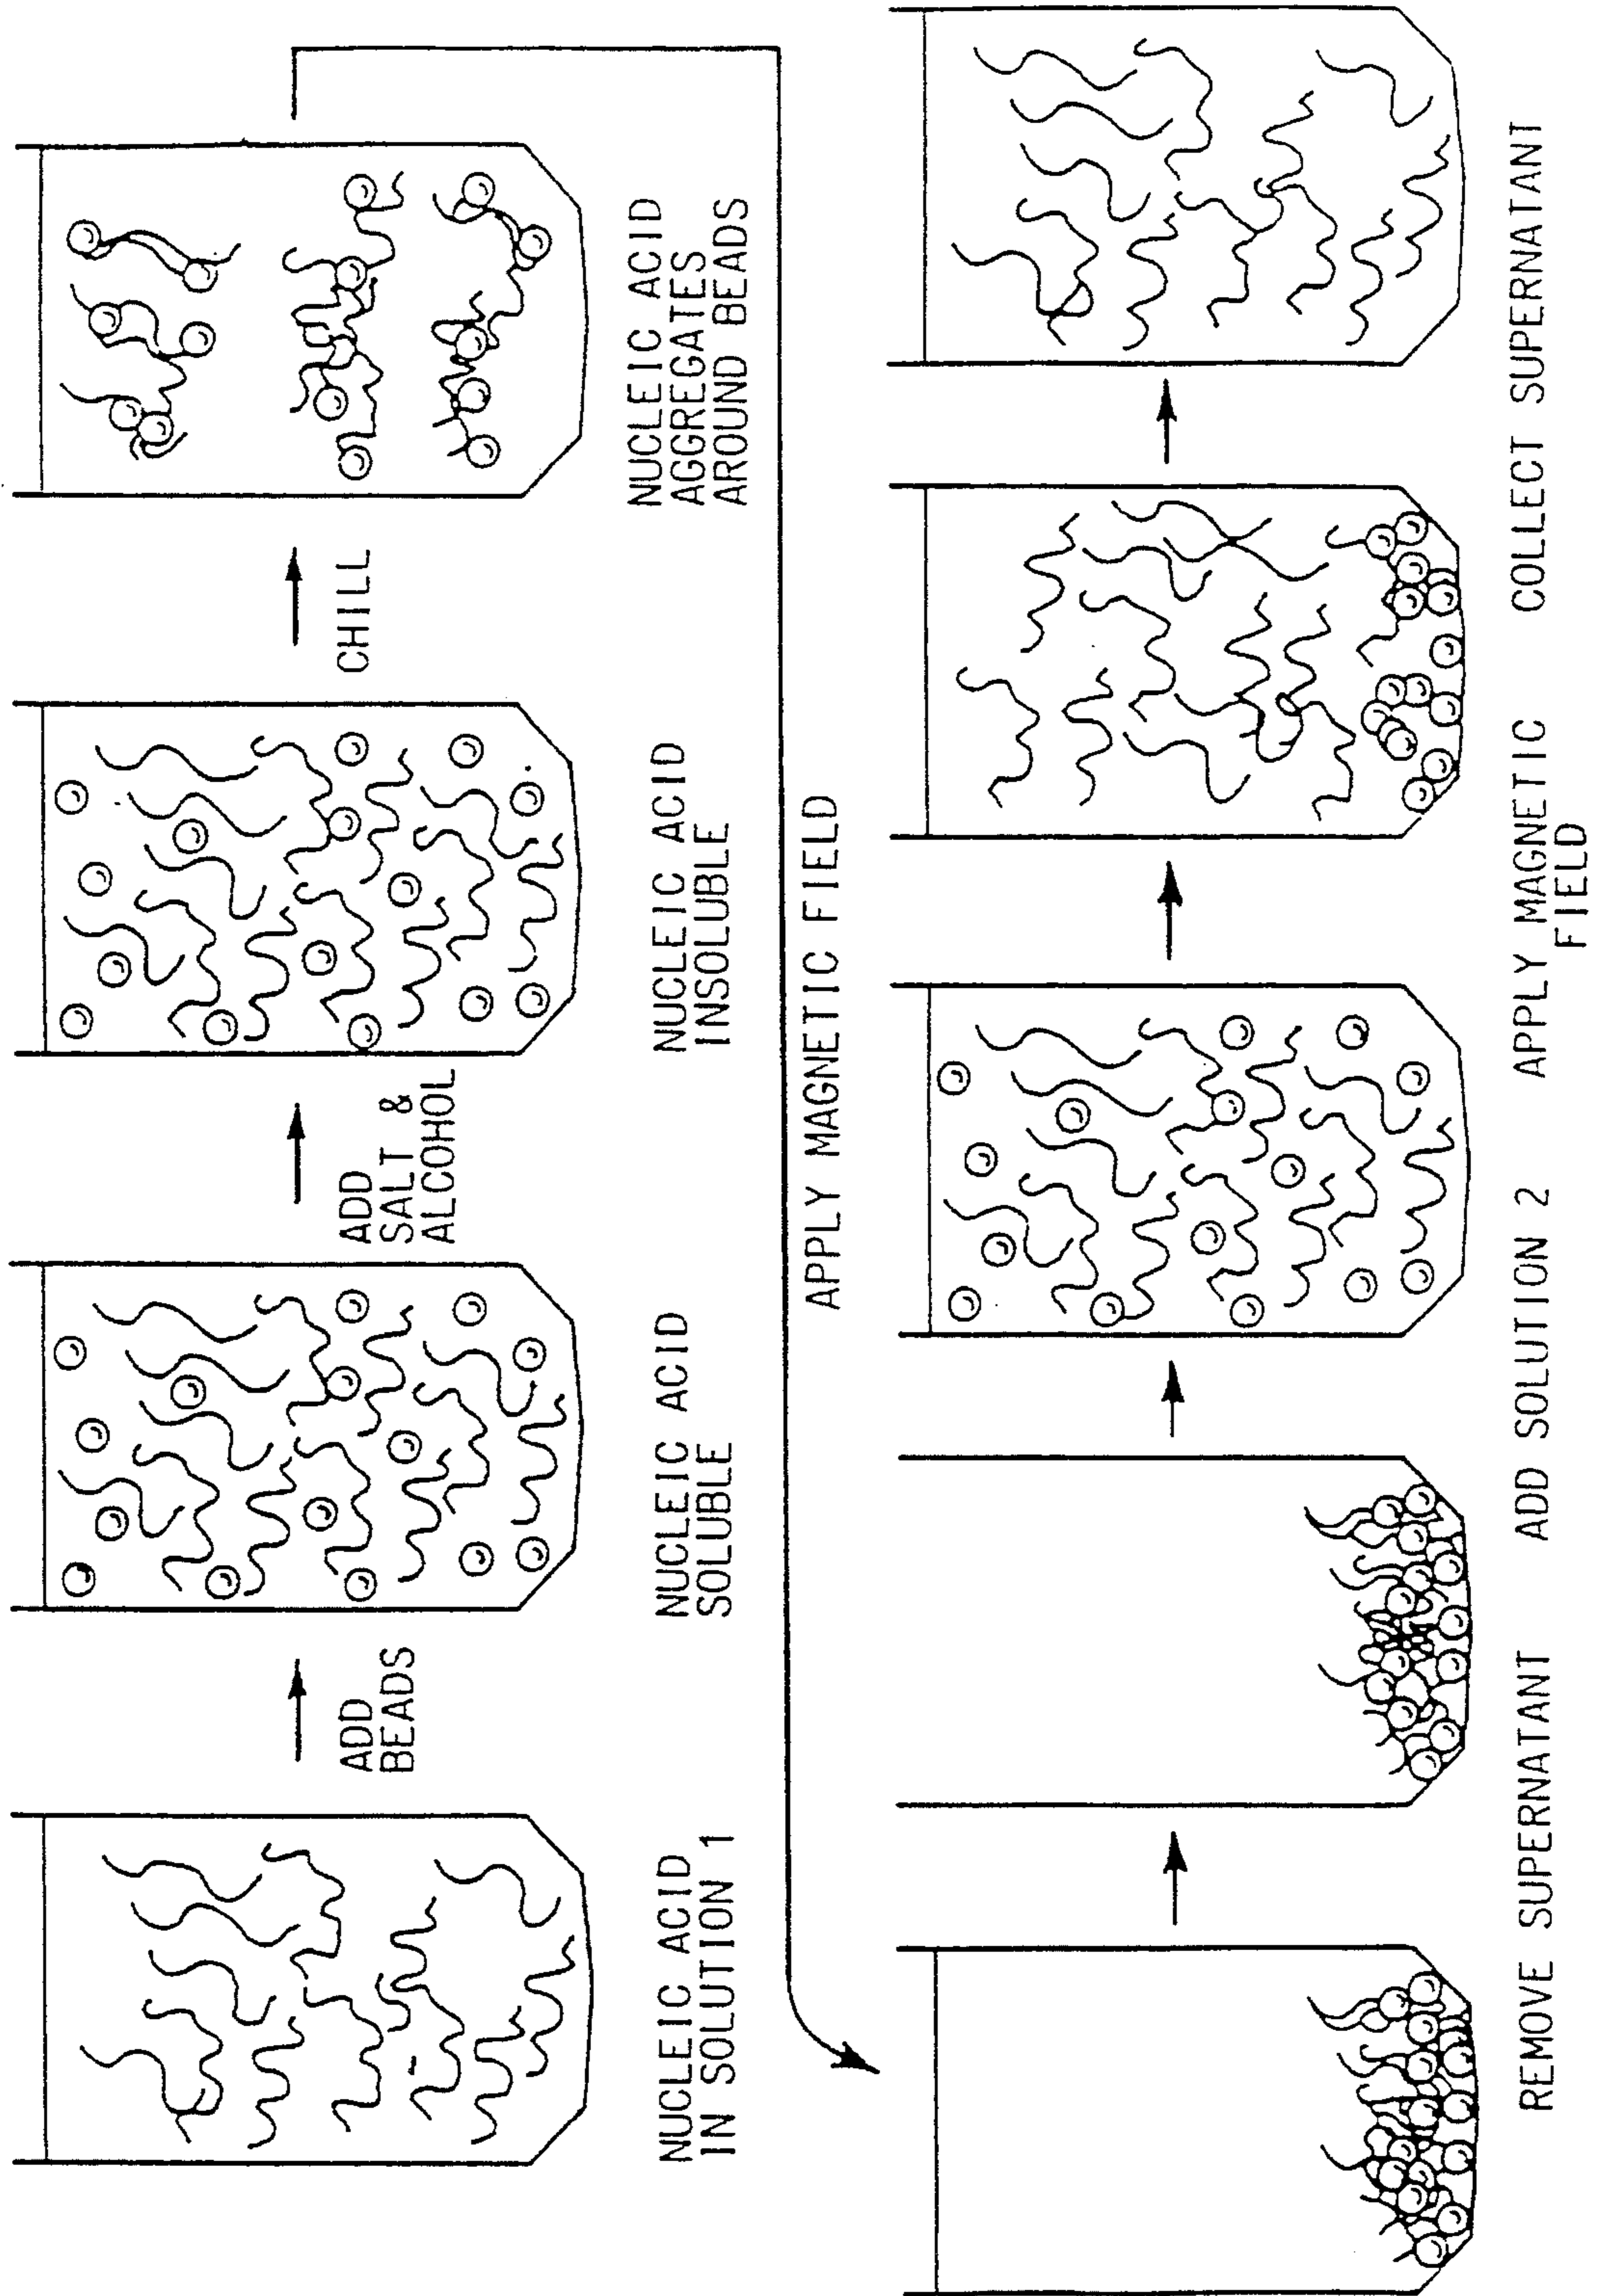 NUCLEIC ACID
IN SOLUTION 1
ADD
BEADS
NUCLEIC ACID
SOLUBLE
ADD
SALT &
ALCOHOL
NUCLEIC ACID
INSOLUBLE
CHILL
NUCLEIC ACID
AGGREGATES
AROUND BEADS
APPLY MAGNETIC FIELD
REMOVE SUPERNATANT
ADD SOLUTION 2
APPLY MAGNETIC
FIELD
COLLECT SUPERNATANT